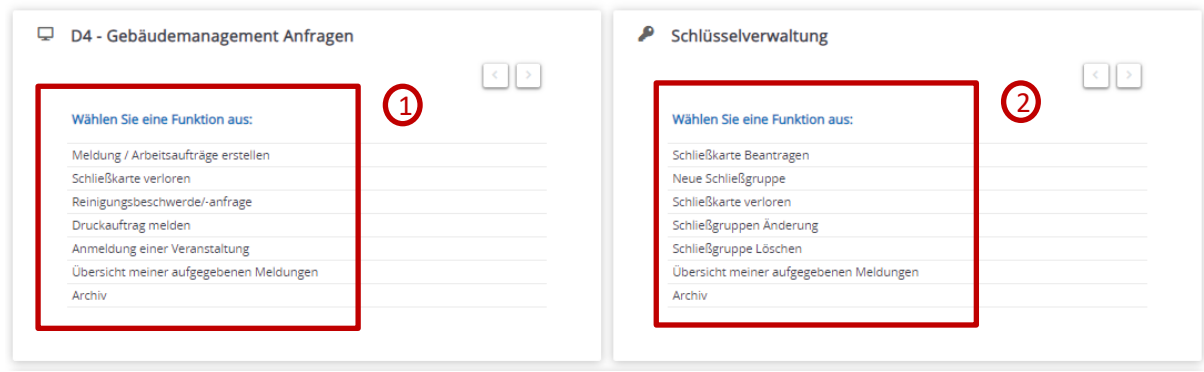 D4 - Gebäudemanagement Anfragen
1
Wählen Sie eine Funktion aus:
Meldung / Arbeitsaufträge erstellen
Schließkarte verloren
Reinigungsbeschwerde/-anfrage
Druckauftrag melden
Anmeldung einer Veranstaltung
Übersicht meiner aufgegebenen Meldungen
Archiv
Schlüsselverwaltung
2
Wählen Sie eine Funktion aus:
Schließkarte Beantragen
Neue Schließgruppe
Schließkarte verloren
Schließgruppen Änderung
Schließgruppe Löschen
Übersicht meiner aufgegebenen Meldungen
Archiv